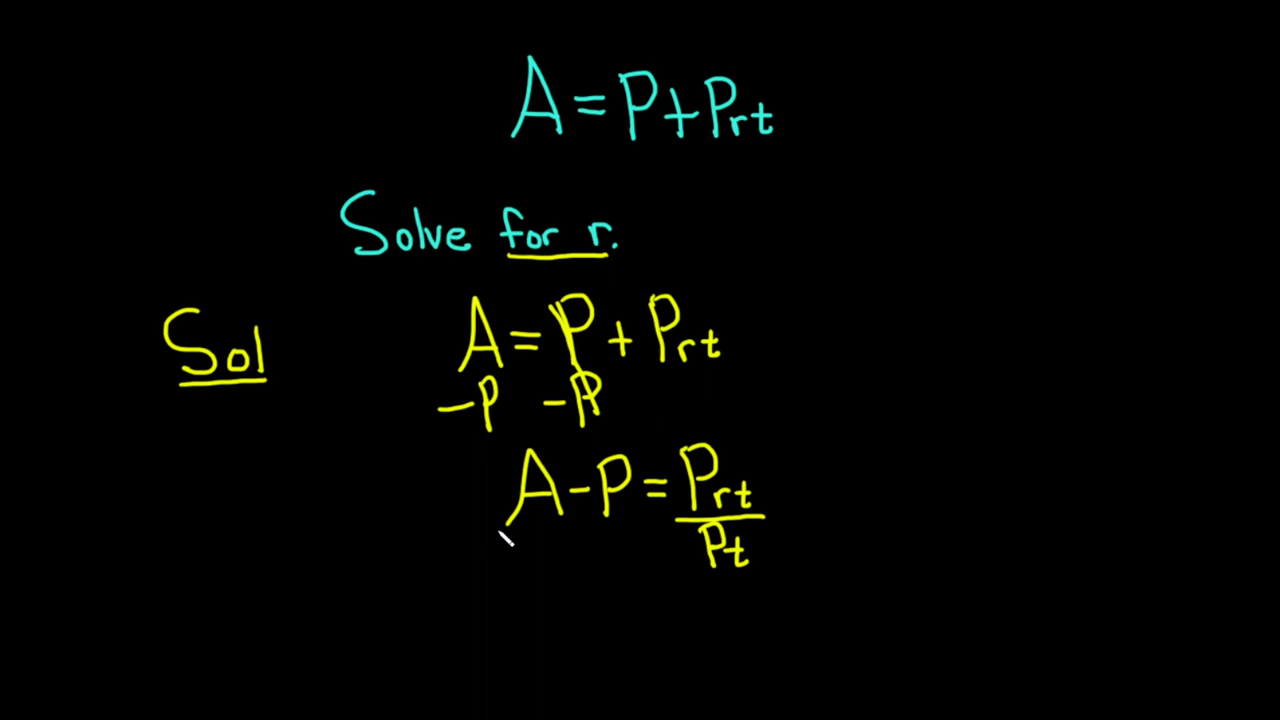 A = P + Prt
Solve for r.
Sol
A = P + Prt
-P -P
A - P = Prt
Pt